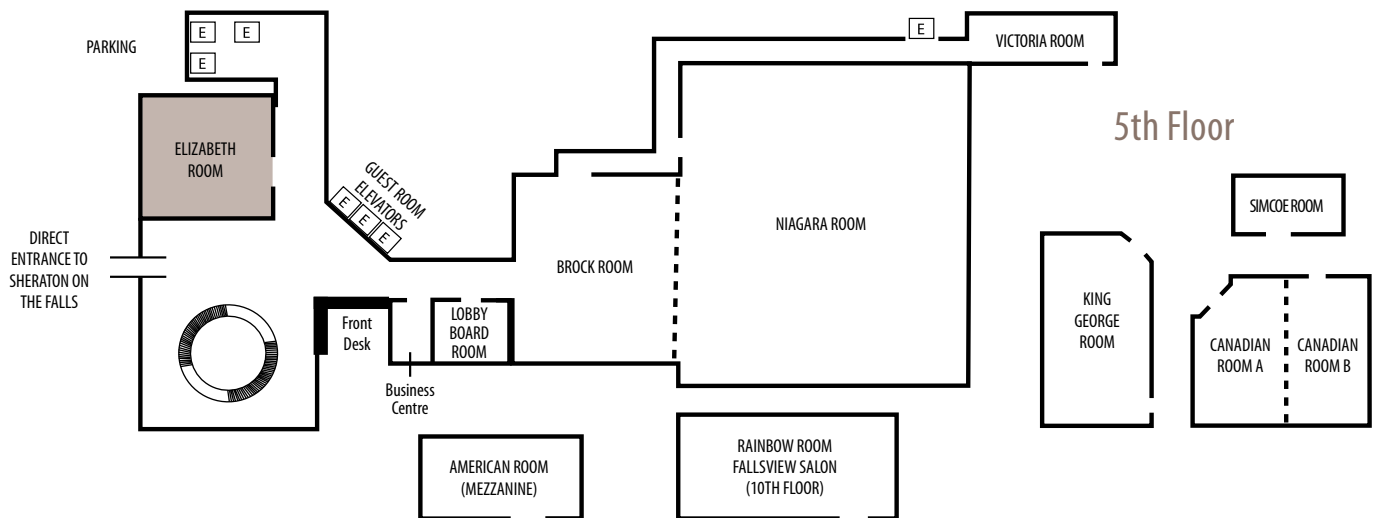 PARKING
E
E
E
E
VICTORIA ROOM
5th Floor
ELIZABETH
ROOM
GUEST ROOM
ELEVATORS
E
E
E
SIMCOE ROOM
NIAGARA ROOM
DIRECT
ENTRANCE TO
SHERATON ON
THE FALLS
BROCK ROOM
KING
GEORGE
ROOM
Front
Desk
LOBBY
BOARD
ROOM
CANADIAN
ROOM A
CANADIAN
ROOM B
Business
Centre
AMERICAN ROOM
(MEZZANINE)
RAINBOW ROOM
FALLSVIEW SALON
(10TH FLOOR)